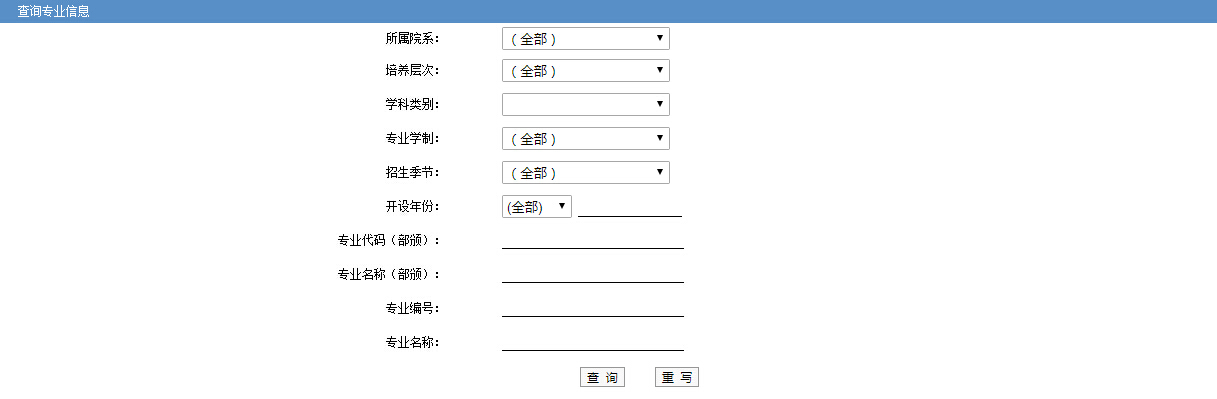 查询专业信息
所属院系： （全部）
培养层次： （全部）
学科类别：
专业学制： （全部）
招生季节： （全部）
开设年份： (全部)
专业代码（部颁）：
专业名称（部颁）：
专业编号：
专业名称：
查 询 重 写